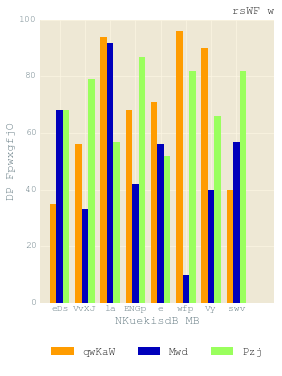 rsWF w
100
80
60
40
20
0
DP FpwxgfjO
eDs VvXJ la ENGp e wfp Vy swv
NKuekisdB MB
qwKaW Mwd Pzj